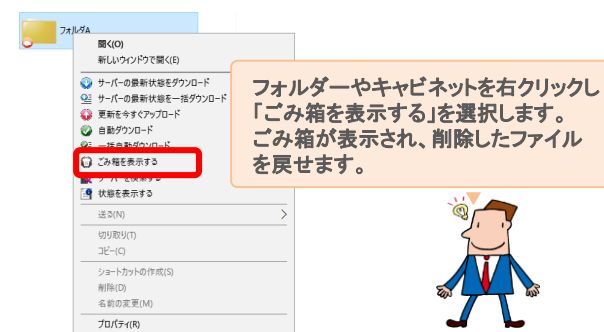 フォルダA
開く(O)
新しいウィンドウで開く(E)
サーバーの最新状態をダウンロード
サーバーの最新状態を一括ダウンロード
更新を今すぐアップロード
自動ダウンロード
一括自動ダウンロード
ごみ箱を表示する
サーバーを検索する
状態を表示する
送る(N)
切り取り(T)
コピー(C)
ショートカットの作成(S)
削除(D)
名前の変更(M)
プロパティ(R)
フォルダーやキャビネットを右クリックし
「ごみ箱を表示する」を選択します。
ごみ箱が表示され、削除したファイル
を戻せます。